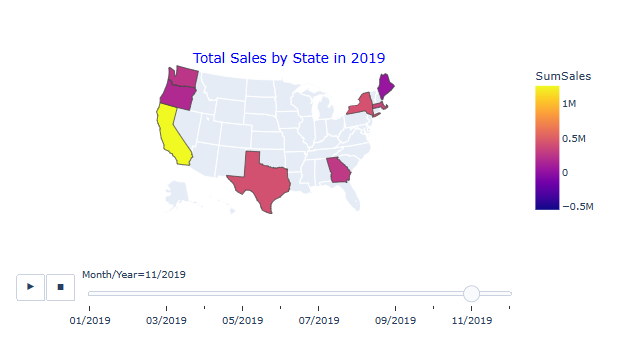 Total Sales by State in 2019
SumSales
1M
0.5M
0
−0.5M
Month/Year=11/2019
01/2019
03/2019
05/2019
07/2019
09/2019
11/2019